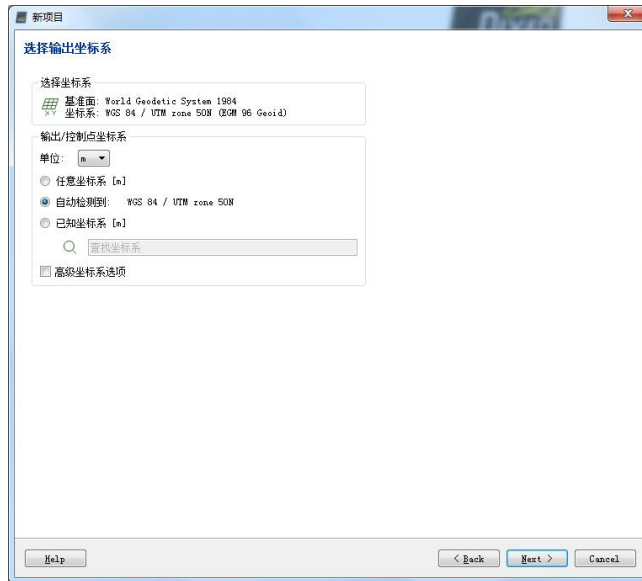 新项目
选择输出坐标系
选择坐标系
基准面: World Geodetic System 1984
坐标系: WGS 84 / UTM zone 50N (EGM 96 Geoid)
输出/控制点坐标系
单位: m
任意坐标系 [m]
自动检测到: WGS 84 / UTM zone 50N
已知坐标系 [m]
查找坐标系
高级坐标系选项
Help
< Back
Next >
Cancel